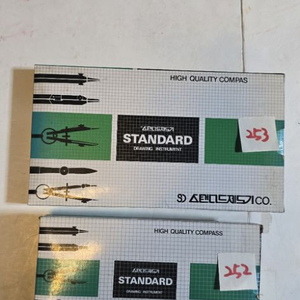 HIGH QUALITY COMPAS
STANDARD
DRAWING INSTRUMENT
253
CO.
HIGH QUALITY COMPASS
STANDARD
DRAWING INSTRUMENT
252